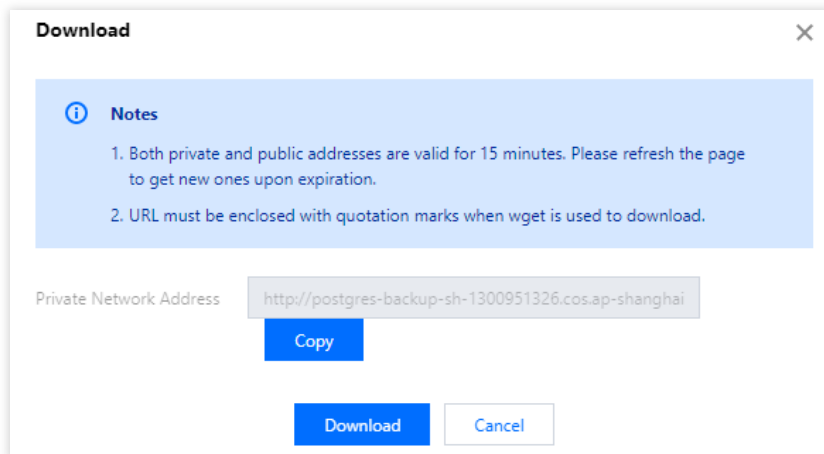 Download
Notes
1. Both private and public addresses are valid for 15 minutes. Please refresh the page
to get new ones upon expiration.
2. URL must be enclosed with quotation marks when wget is used to download.
Private Network Address http://postgres-backup-sh-1300951326.cos.ap-shanghai
Copy
Download Cancel